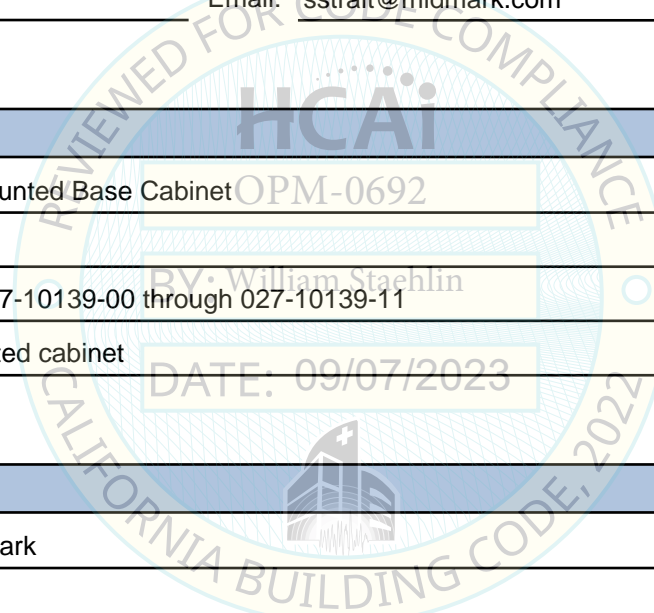 Email: sstrait@midmark.com
REVIEWED FOR CODE COMPLIANCE
HCAi
unted Base Cabinet
OPM-0692
BY: William Staehlin
7-10139-00 through 027-10139-11
ted cabinet
DATE: 09/07/2023
ark
CALIFORNIA BUILDING CODE, 2022